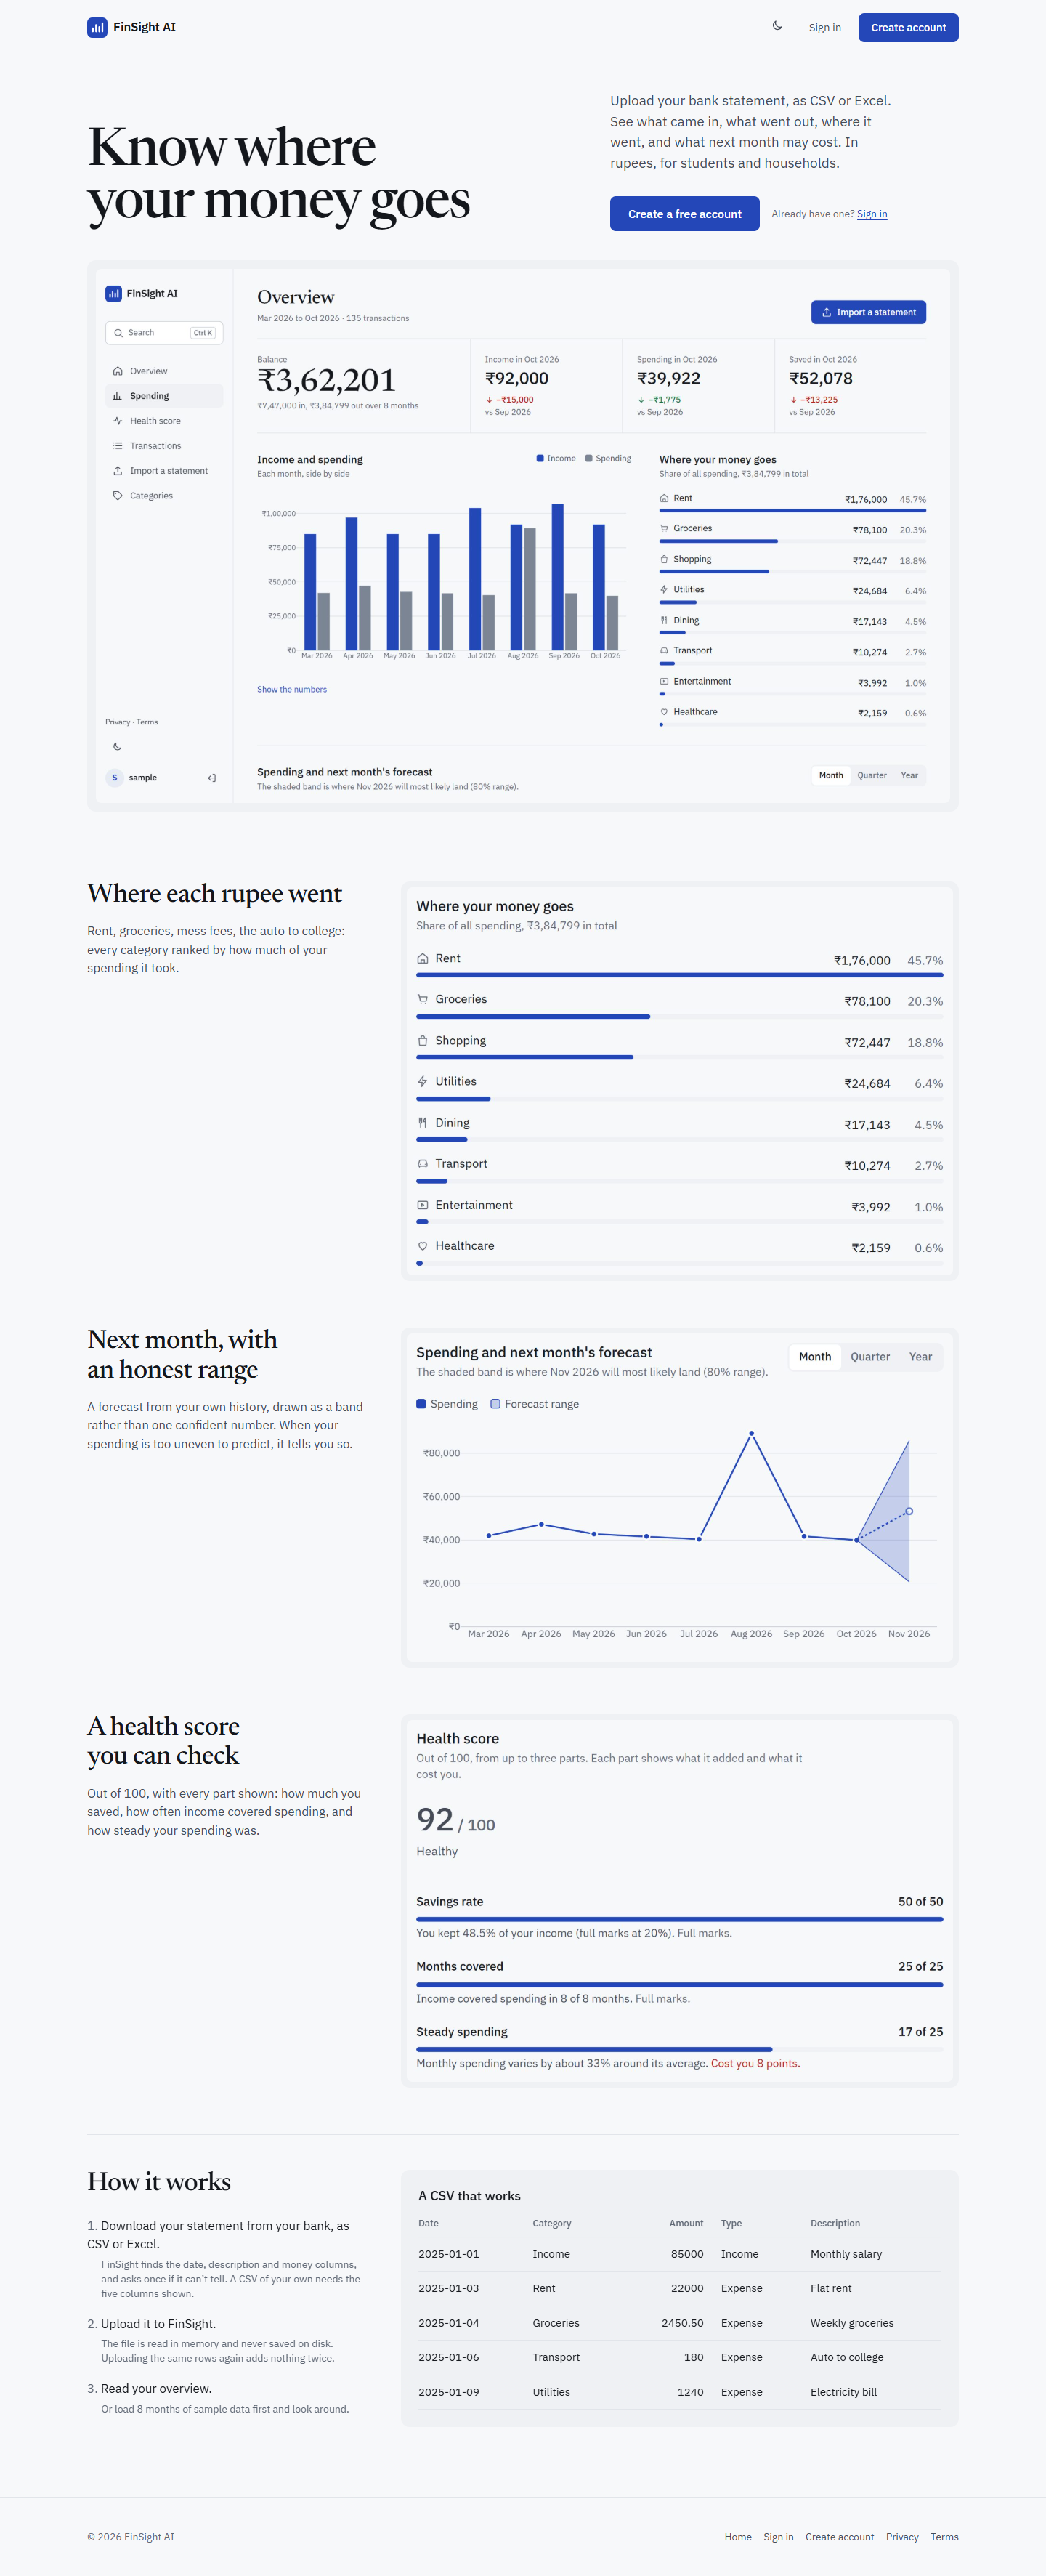 FinSight AI
Sign in
Create account
Know where
your money goes
Upload your bank statement, as CSV or Excel.
See what came in, what went out, where it
went, and what next month may cost. In
rupees, for students and households.
Create a free account
Already have one? Sign in
FinSight AI
Search
Ctrl K
Overview
Spending
Health score
Transactions
Import a statement
Categories
Privacy · Terms
S
sample
Overview
Mar 2026 to Oct 2026 · 135 transactions
Import a statement
Balance
₹3,62,201
₹7,47,000 in, ₹3,84,799 out over 8 months
Income in Oct 2026
₹92,000
↓ −₹15,000
vs Sep 2026
Spending in Oct 2026
₹39,922
↓ −₹1,775
vs Sep 2026
Saved in Oct 2026
₹52,078
↓ −₹13,225
vs Sep 2026
Income and spending
Each month, side by side
Income
Spending
₹1,00,000
₹75,000
₹50,000
₹25,000
₹0
Mar 2026
Apr 2026
May 2026
Jun 2026
Jul 2026
Aug 2026
Sep 2026
Oct 2026
Show the numbers
Where your money goes
Share of all spending, ₹3,84,799 in total
Rent ₹1,76,000 45.7%
Groceries ₹78,100 20.3%
Shopping ₹72,447 18.8%
Utilities ₹24,684 6.4%
Dining ₹17,143 4.5%
Transport ₹10,274 2.7%
Entertainment ₹3,992 1.0%
Healthcare ₹2,159 0.6%
Spending and next month's forecast
The shaded band is where Nov 2026 will most likely land (80% range).
Month
Quarter
Year
Where each rupee went
Rent, groceries, mess fees, the auto to college:
every category ranked by how much of your
spending it took.
Where your money goes
Share of all spending, ₹3,84,799 in total
Rent ₹1,76,000 45.7%
Groceries ₹78,100 20.3%
Shopping ₹72,447 18.8%
Utilities ₹24,684 6.4%
Dining ₹17,143 4.5%
Transport ₹10,274 2.7%
Entertainment ₹3,992 1.0%
Healthcare ₹2,159 0.6%
Next month, with
an honest range
A forecast from your own history, drawn as a band
rather than one confident number. When your
spending is too uneven to predict, it tells you so.
Spending and next month's forecast
The shaded band is where Nov 2026 will most likely land (80% range).
Month
Quarter
Year
Spending
Forecast range
₹80,000
₹60,000
₹40,000
₹20,000
₹0
Mar 2026
Apr 2026
May 2026
Jun 2026
Jul 2026
Aug 2026
Sep 2026
Oct 2026
Nov 2026
A health score
you can check
Out of 100, with every part shown: how much you
saved, how often income covered spending, and
how steady your spending was.
Health score
Out of 100, from up to three parts. Each part shows what it added and what it
cost you.
92 / 100
Healthy
Savings rate 50 of 50
You kept 48.5% of your income (full marks at 20%). Full marks.
Months covered 25 of 25
Income covered spending in 8 of 8 months. Full marks.
Steady spending 17 of 25
Monthly spending varies by about 33% around its average. Cost you 8 points.
How it works
1. Download your statement from your bank, as
CSV or Excel.
FinSight finds the date, description and money columns,
and asks once if it can't tell. A CSV of your own needs the
five columns shown.
2. Upload it to FinSight.
The file is read in memory and never saved on disk.
Uploading the same rows again adds nothing twice.
3. Read your overview.
Or load 8 months of sample data first and look around.
A CSV that works
Date Category Amount Type Description
2025-01-01 Income 85000 Income Monthly salary
2025-01-03 Rent 22000 Expense Flat rent
2025-01-04 Groceries 2450.50 Expense Weekly groceries
2025-01-06 Transport 180 Expense Auto to college
2025-01-09 Utilities 1240 Expense Electricity bill
© 2026 FinSight AI
Home
Sign in
Create account
Privacy
Terms